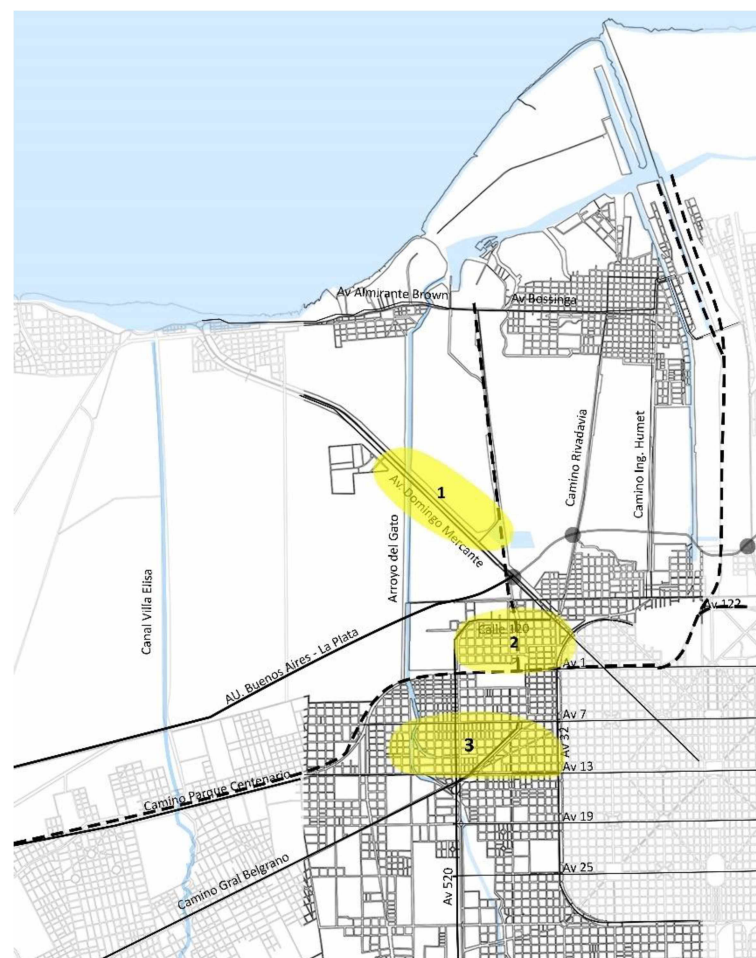 Av Almirante Brown
Av Bossinga
Camino Rivadavia
Camino Ing. Humet
1
Av. Domingo Mercante
Arroyo del Gato
Canal Villa Elisa
Av 122
Calle 120
2
AU. Buenos Aires - La Plata
Av 1
Av 7
3
Av 32
Av 13
Camino Parque Centenario
Av 19
Camino Gral Belgrano
Av 520
Av 25